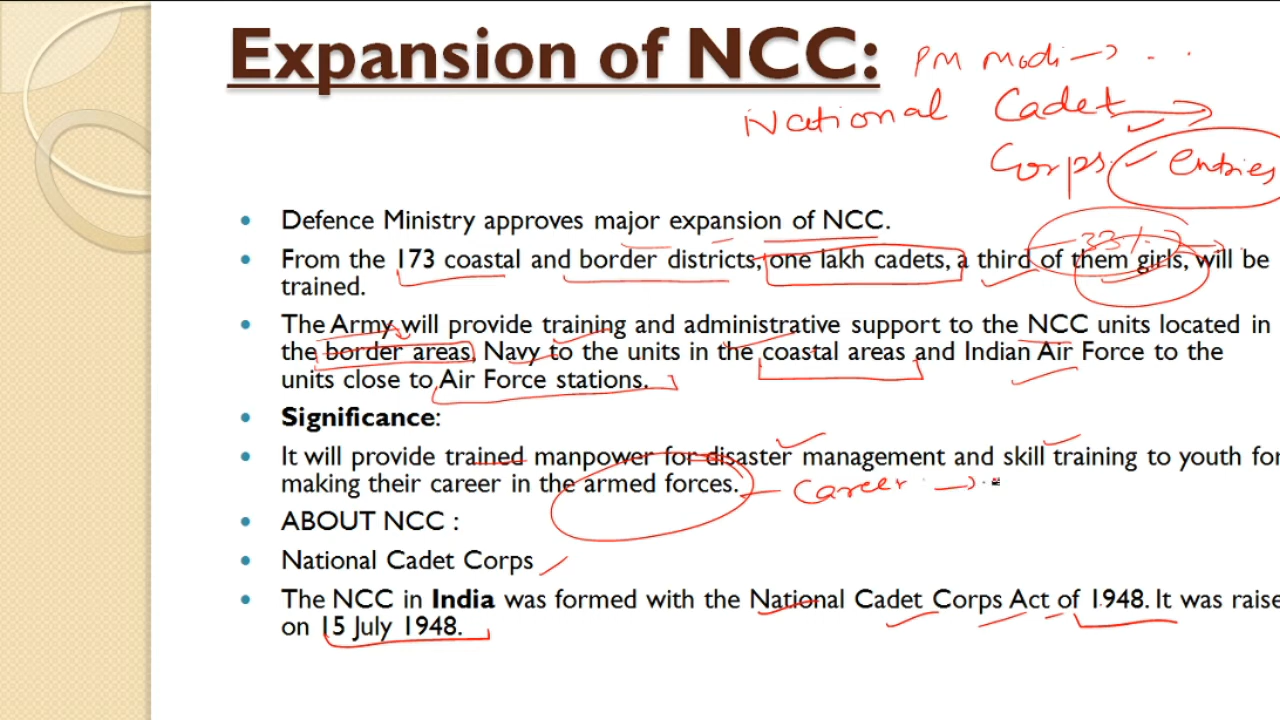 Expansion of NCC:
PM Modi → . .
National Cadet →
Corps. entries
• Defence Ministry approves major expansion of NCC.
33%
• From the 173 coastal and border districts, one lakh cadets, a third of them girls, will be
trained.
• The Army will provide training and administrative support to the NCC units located in
the border areas, Navy to the units in the coastal areas and Indian Air Force to the
units close to Air Force stations.
• Significance:
• It will provide trained manpower for disaster management and skill training to youth for
making their career in the armed forces. – Career →
• ABOUT NCC :
• National Cadet Corps
• The NCC in India was formed with the National Cadet Corps Act of 1948. It was raise
on 15 July 1948.